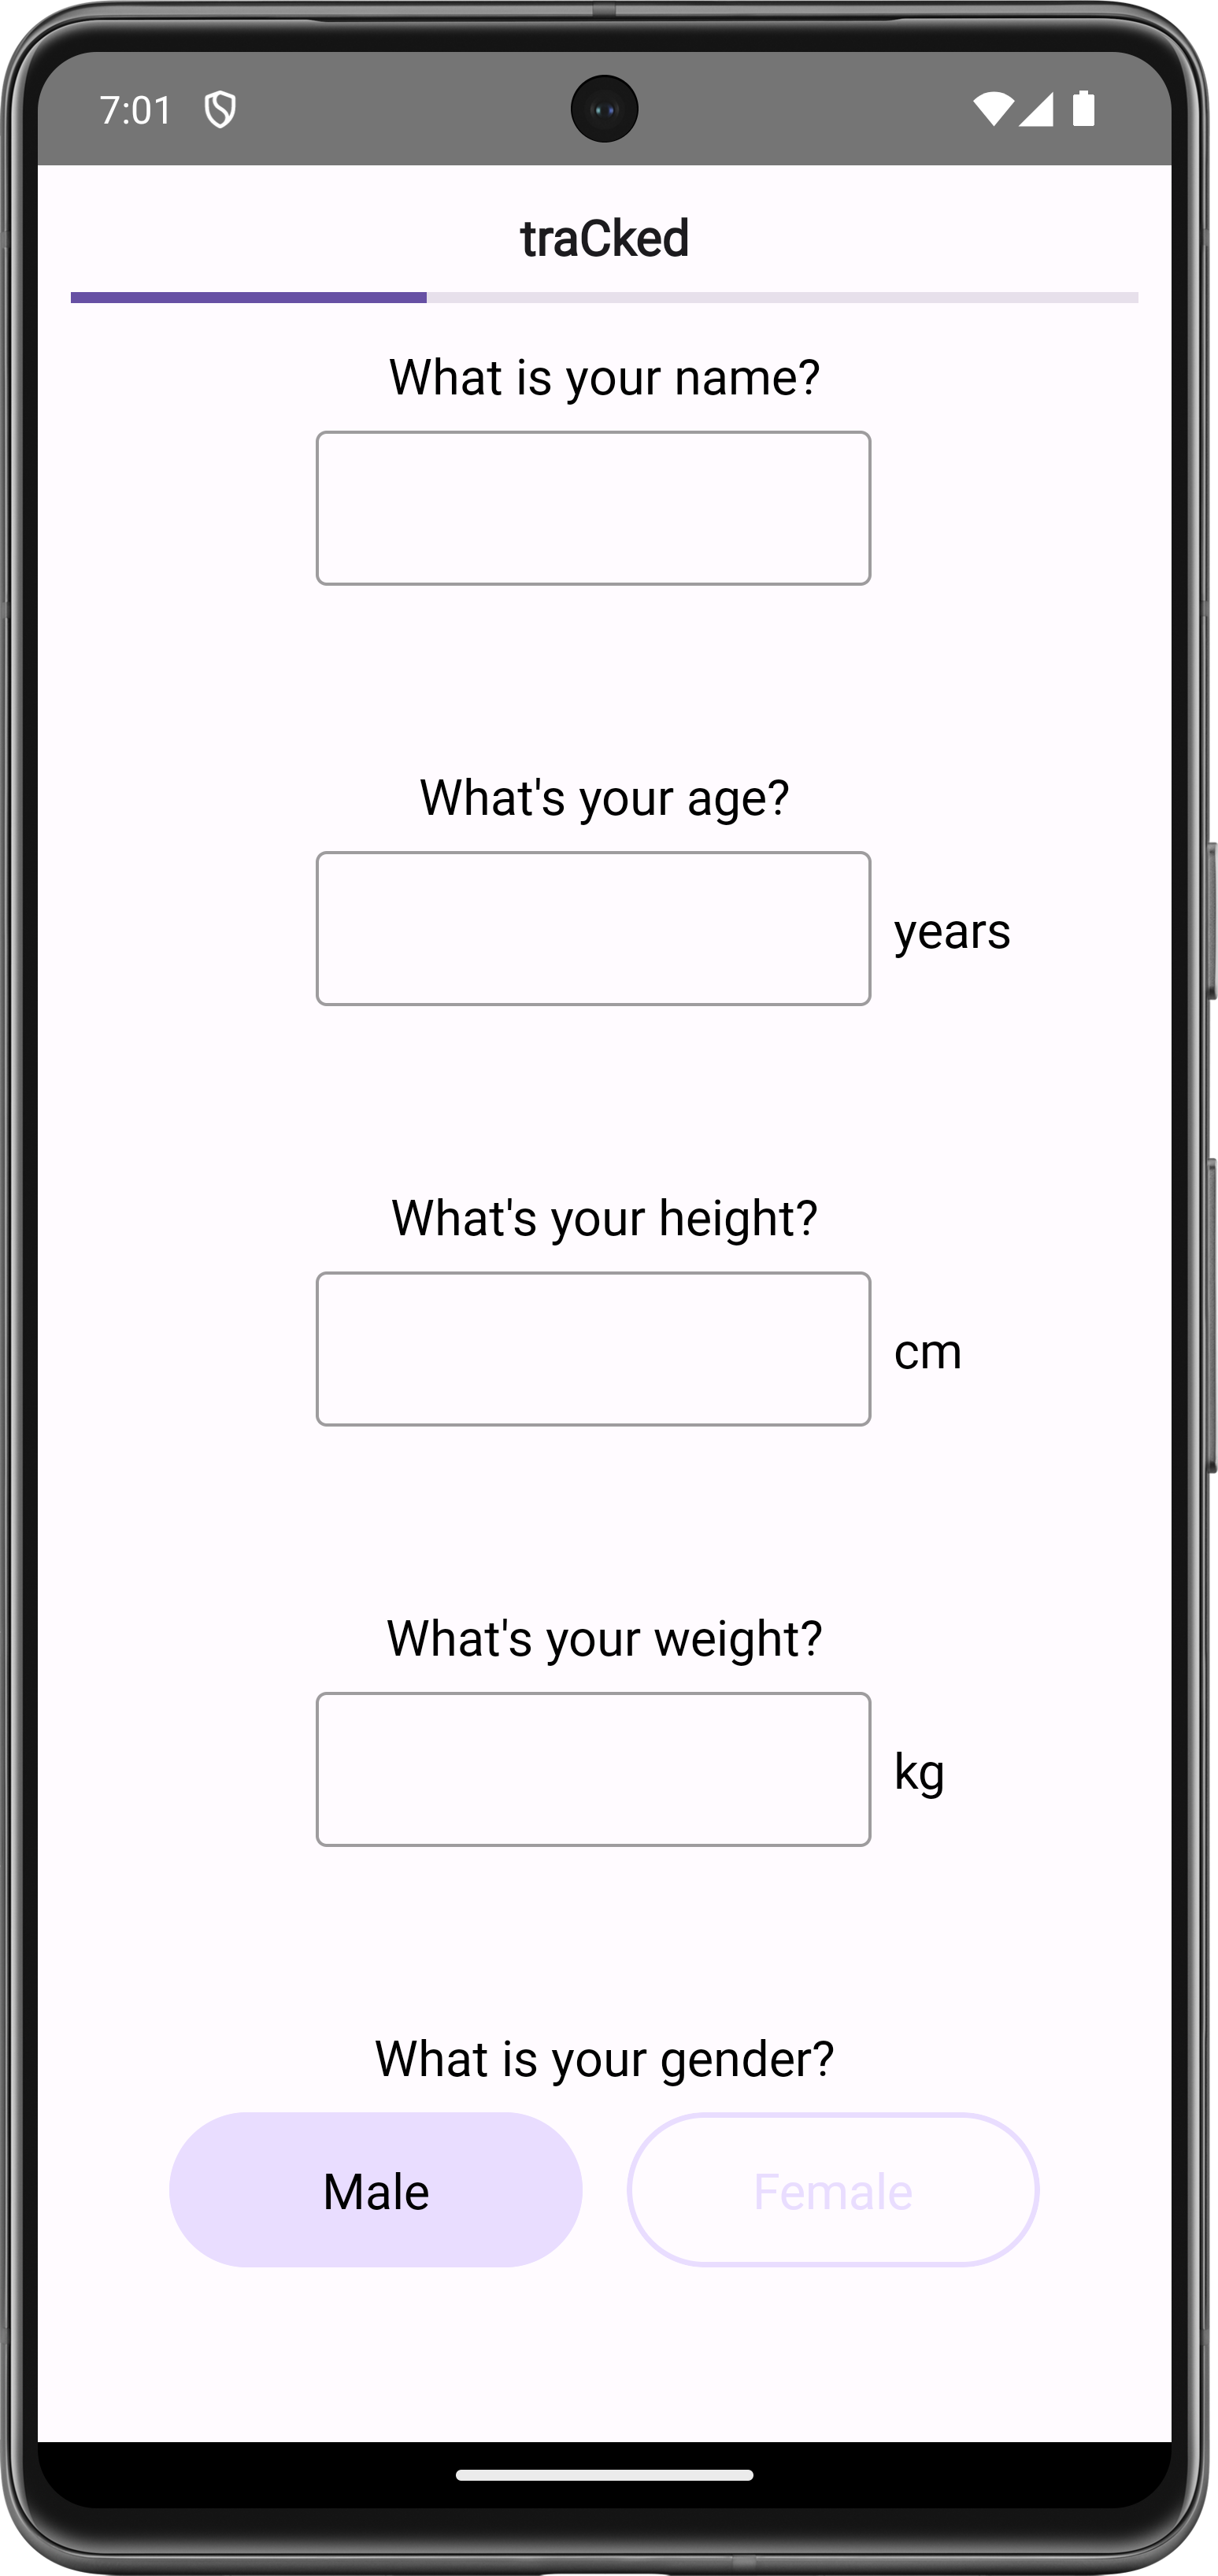 7:01
traCked
What is your name?
What's your age?
years
What's your height?
cm
What's your weight?
kg
What is your gender?
Male Female